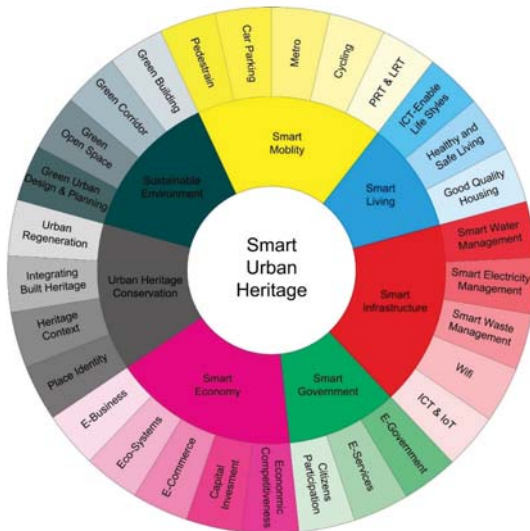 Smart
Urban
Heritage
Smart
Moblity
Pedestrain
Car Parking
Metro
Cycling
PRT & LRT
Smart
Living
ICT-Enable
Life Styles
Healthy and
Safe Living
Good Quality
Housing
Smart
Infrastructure
Smart Water
Management
Smart Electricity
Management
Smart Waste
Management
Wifi
ICT & IoT
Smart
Government
E-Government
E-Services
Citizens
Participation
Smart
Economy
Econonmic
Competitiveness
Capital
Invesment
E-Commerce
Eco-Systems
E-Business
Urban Heritage
Conservation
Place Identity
Heritage
Context
Integrating
Built Heritage
Urban
Regeneration
Sustainable
Environment
Green Urban
Design & Planning
Green
Open Space
Green Corridor
Green Building